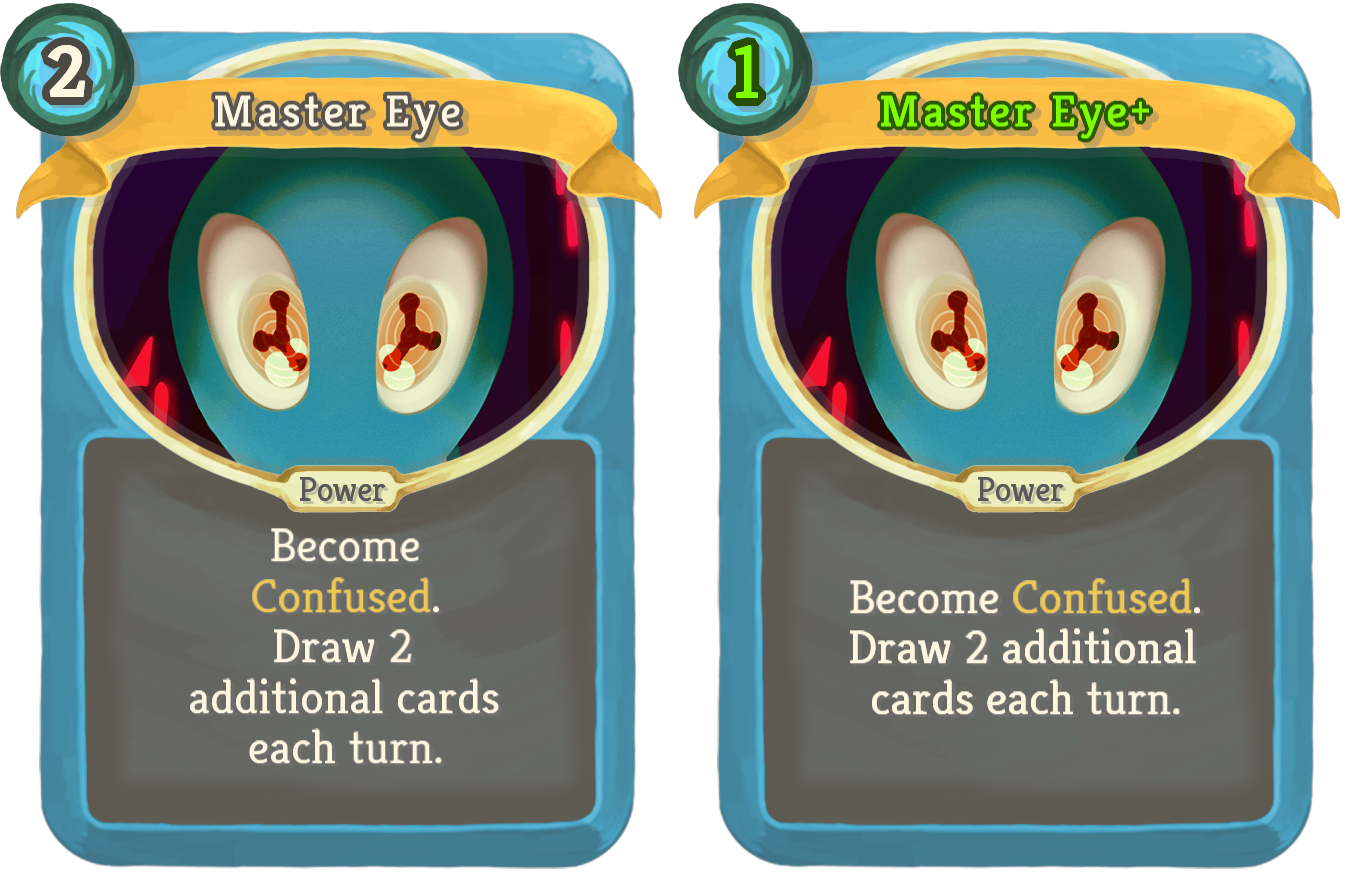 2
Master Eye
Power
Become
Confused.
Draw 2
additional cards
each turn.
1
Master Eye+
Power
Become Confused.
Draw 2 additional
cards each turn.